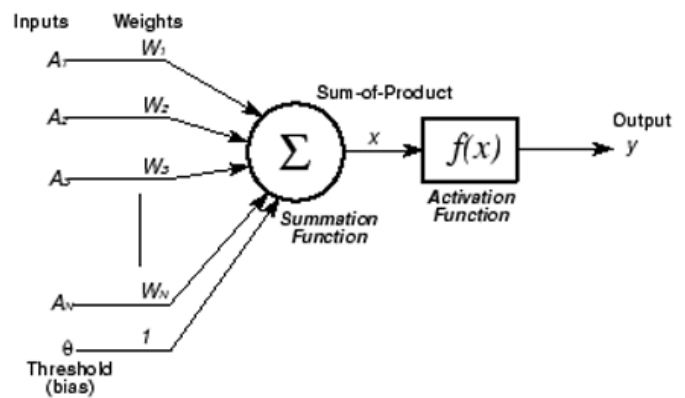 Inputs Weights
A₁ W₁
Sum-of-Product
A₂ W₂
Output
x f(x) y
Σ
A₃ W₃
Activation
Function
Summation
Function
Aₙ Wₙ
θ 1
Threshold
(bias)